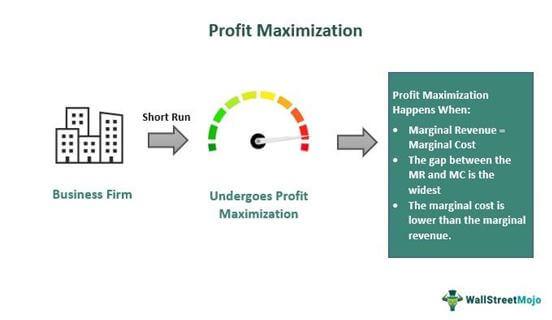 Profit Maximization
Short Run
Business Firm
Undergoes Profit
Maximization
Profit Maximization
Happens When:
• Marginal Revenue =
Marginal Cost
• The gap between the
MR and MC is the
widest
• The marginal cost is
lower than the marginal
revenue.
WallStreetMojo